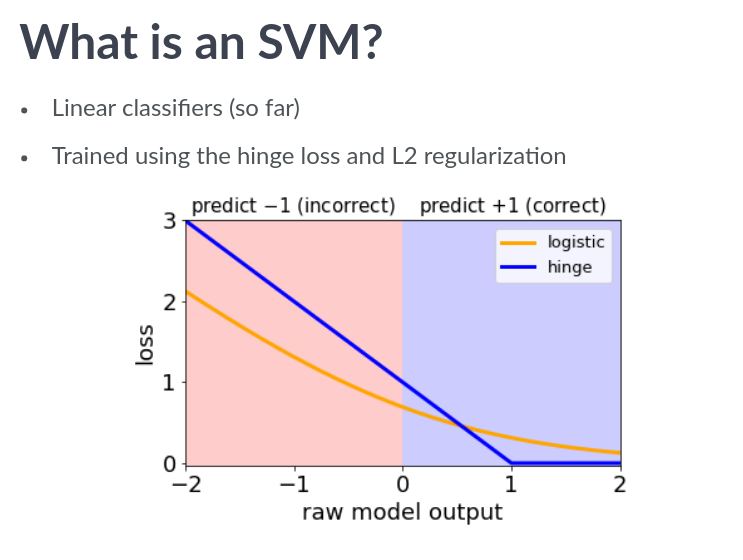 What is an SVM?
• Linear classifiers (so far)
• Trained using the hinge loss and L2 regularization
predict −1 (incorrect) predict +1 (correct)
logistic
hinge
loss
3
2
1
0
−2 −1 0 1 2
raw model output